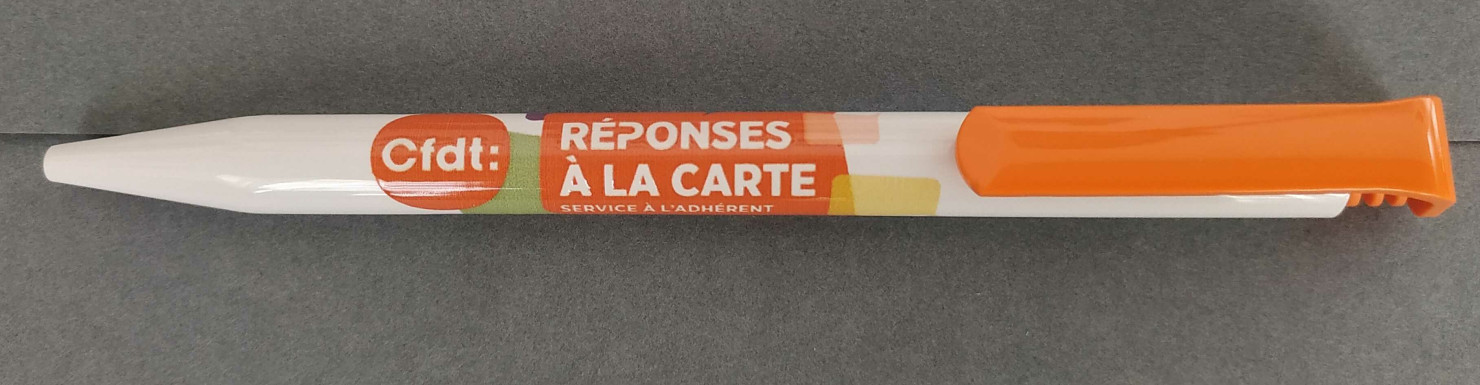 Cfdt:
RÉPONSES
À LA CARTE
SERVICE À L'ADHÉRENT